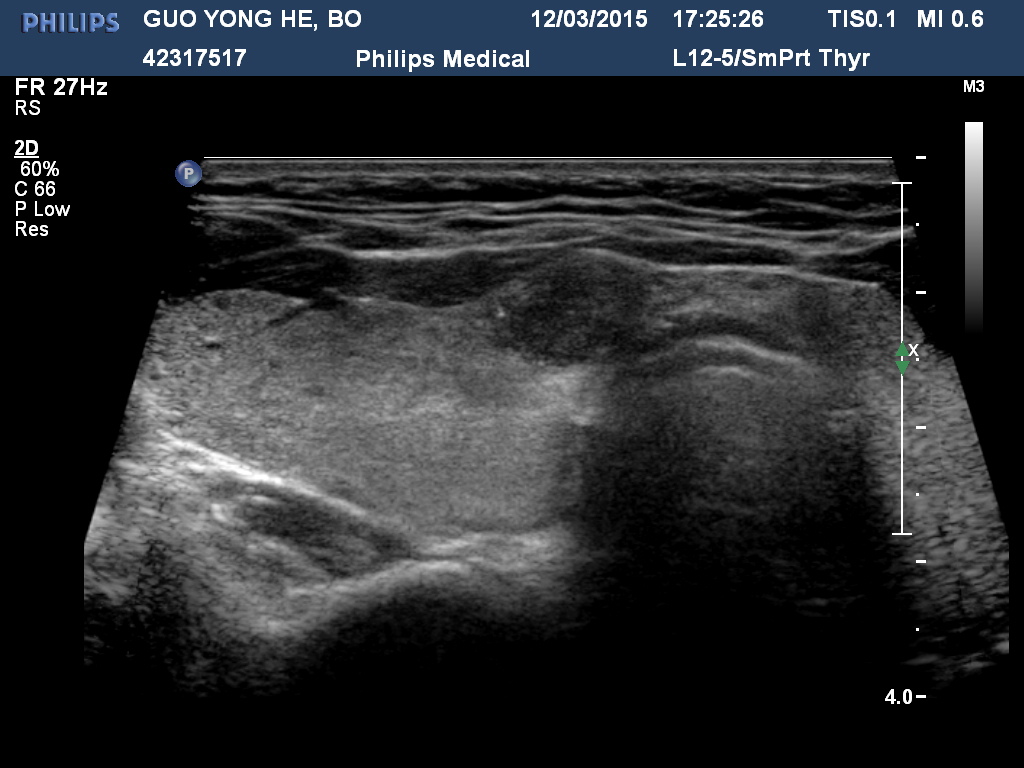 PHILIPS GUO YONG HE, BO 12/03/2015 17:25:26 TIS0.1 MI 0.6
42317517 Philips Medical L12-5/SmPrt Thyr
FR 27Hz
RS
M3
2D
60%
C 66
P Low
Res
P
X
4.0